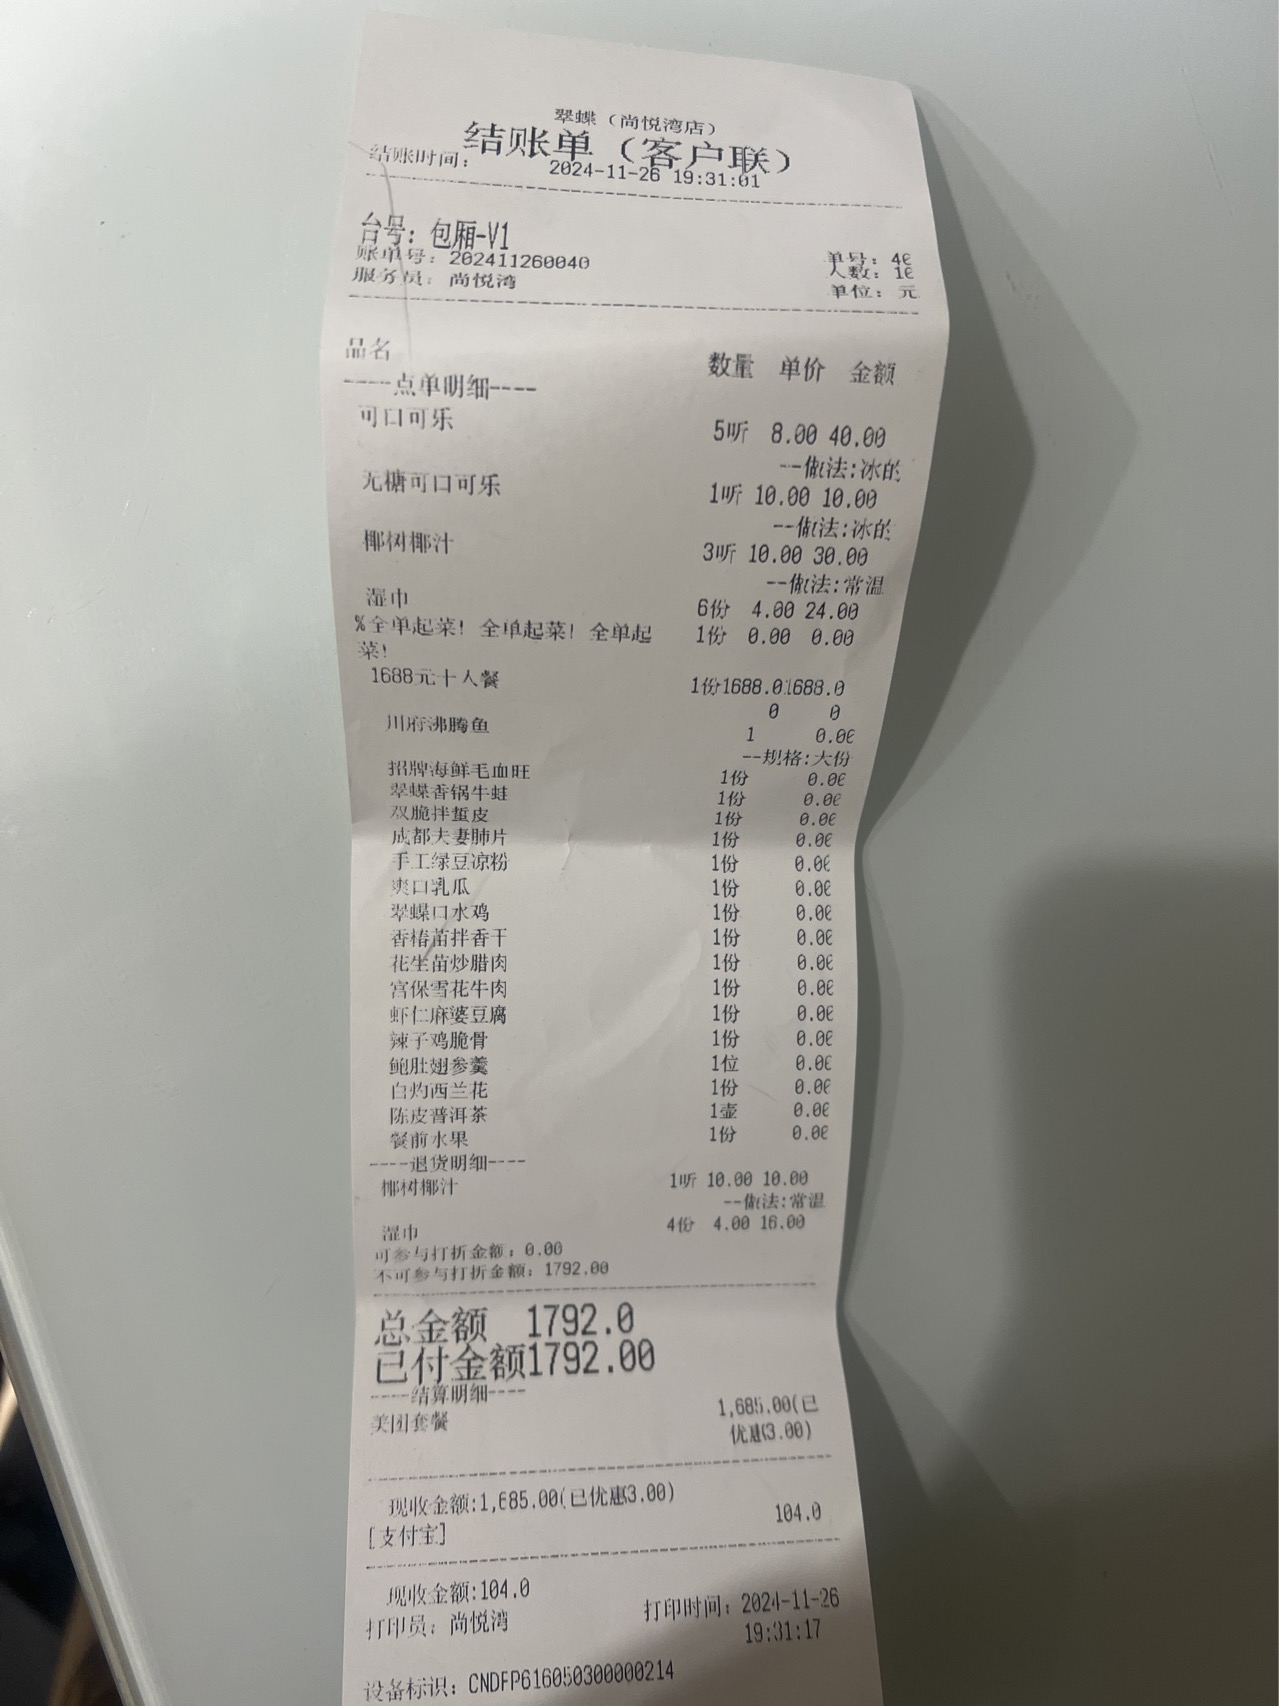 翠蝶（尚悦湾店）
结账单（客户联）
结账时间： 2024-11-26 19:31:01
台号：包厢-V1
账单号：202411260040 单号：4
服务员：尚悦湾 人数：1
单位：元
品名 数量 单价 金额
----点单明细----
可口可乐 5听 8.00 40.00
--做法:冰的
无糖可口可乐 1听 10.00 10.00
--做法:冰的
椰树椰汁 3听 10.00 30.00
--做法:常温
湿巾 6份 4.00 24.00
%全单起菜！全单起菜！全单起 1份 0.00 0.00
菜！
1688元十人餐 1份1688.01688.0
0 0
川府沸腾鱼 1 0.0
--规格:大份
招牌海鲜毛血旺 1份 0.0
翠蝶香锅牛蛙 1份 0.0
双脆拌蜇皮 1份 0.0
成都夫妻肺片 1份 0.0
手工绿豆凉粉 1份 0.0
爽口乳瓜 1份 0.0
翠蝶口水鸡 1份 0.0
香椿苗拌香干 1份 0.0
花生苗炒腊肉 1份 0.0
宫保雪花牛肉 1份 0.0
虾仁麻婆豆腐 1份 0.0
辣子鸡脆骨 1份 0.0
鲍肚翅参羹 1位 0.0
白灼西兰花 1份 0.0
陈皮普洱茶 1壶 0.0
餐前水果 1份 0.0
----退货明细----
椰树椰汁 1听 10.00 10.00
--做法:常温
湿巾 4份 4.00 16.00
可参与打折金额：0.00
不可参与打折金额：1792.00
总金额 1792.0
已付金额1792.00
----结算明细----
美团套餐 1,685.00(已
优惠3.00)
现收金额:1,685.00(已优惠3.00)
[支付宝] 104.0
现收金额:104.0
打印员：尚悦湾 打印时间：2024-11-26
19:31:17
设备标识：CNDFP616050300000214